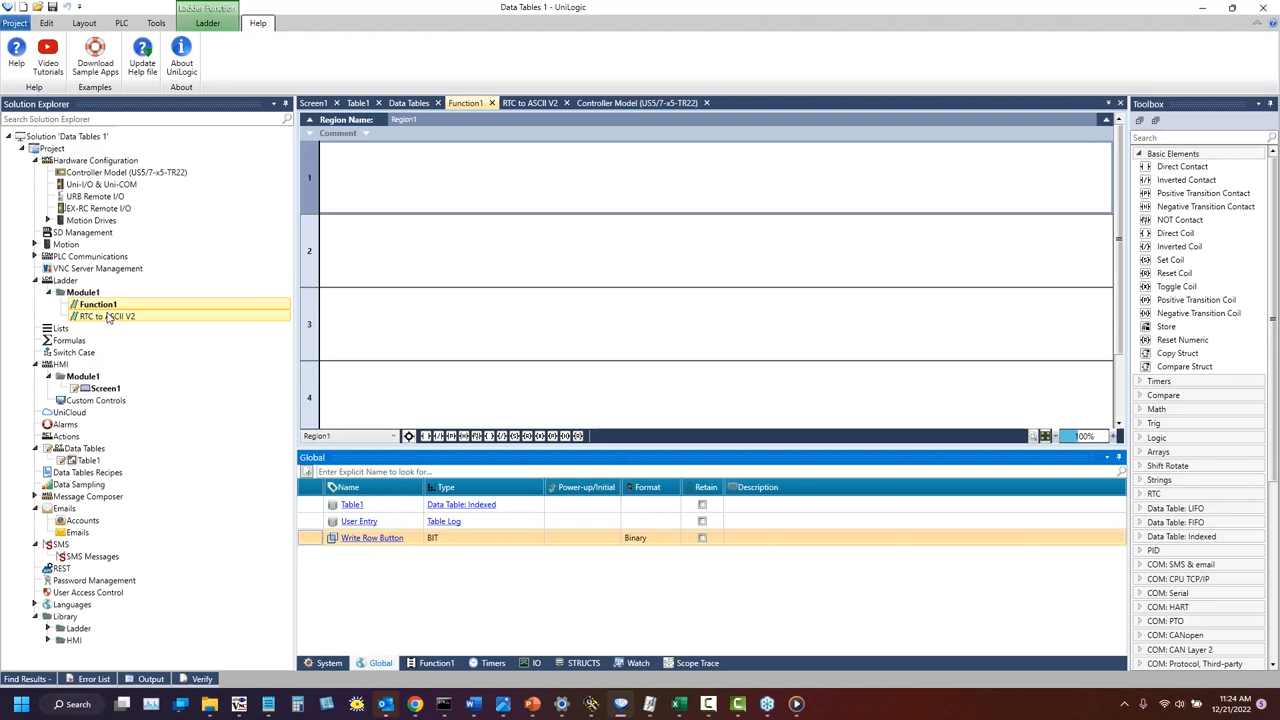 Ladder Function
Data Tables 1 - UniLogic
Project Edit Layout PLC Tools Ladder Help
Help Video Tutorials Download Sample Apps Update Help file About UniLogic
Help Examples About
Solution Explorer
Search Solution Explorer
Solution 'Data Tables 1'
Project
Hardware Configuration
Controller Model (US5/7-x5-TR22)
Uni-I/O & Uni-COM
URB Remote I/O
EX-RC Remote I/O
Motion Drives
SD Management
Motion
PLC Communications
VNC Server Management
Ladder
Module1
Function1
RTC to ASCII V2
Lists
Formulas
Switch Case
HMI
Module1
Screen1
Custom Controls
UniCloud
Alarms
Actions
Data Tables
Table1
Data Tables Recipes
Data Sampling
Message Composer
Emails
Accounts
Emails
SMS
SMS Messages
REST
Password Management
User Access Control
Languages
Library
Ladder
HMI
Screen1 Table1 Data Tables Function1 RTC to ASCII V2 Controller Model (US5/7-x5-TR22)
Region Name: Region1
Comment
1
2
3
4
Region1
100%
Global
Enter Explicit Name to look for...
Name Type Power-up/Initial Format Retain Description
Table1 Data Table: Indexed
User Entry Table Log
Write Row Button BIT Binary
System Global Function1 Timers IO STRUCTS Watch Scope Trace
Toolbox
Search
Basic Elements
Direct Contact
Inverted Contact
Positive Transition Contact
Negative Transition Contact
NOT Contact
Direct Coil
Inverted Coil
Set Coil
Reset Coil
Toggle Coil
Positive Transition Coil
Negative Transition Coil
Store
Reset Numeric
Copy Struct
Compare Struct
Timers
Compare
Math
Trig
Logic
Arrays
Shift Rotate
Strings
RTC
Data Table: LIFO
Data Table: FIFO
Data Table: Indexed
PID
COM: SMS & email
COM: CPU TCP/IP
COM: Serial
COM: HART
COM: PTO
COM: CANopen
COM: CAN Layer 2
COM: Protocol, Third-party
Find Results - Error List Output Verify
Search
11:24 AM
12/21/2022